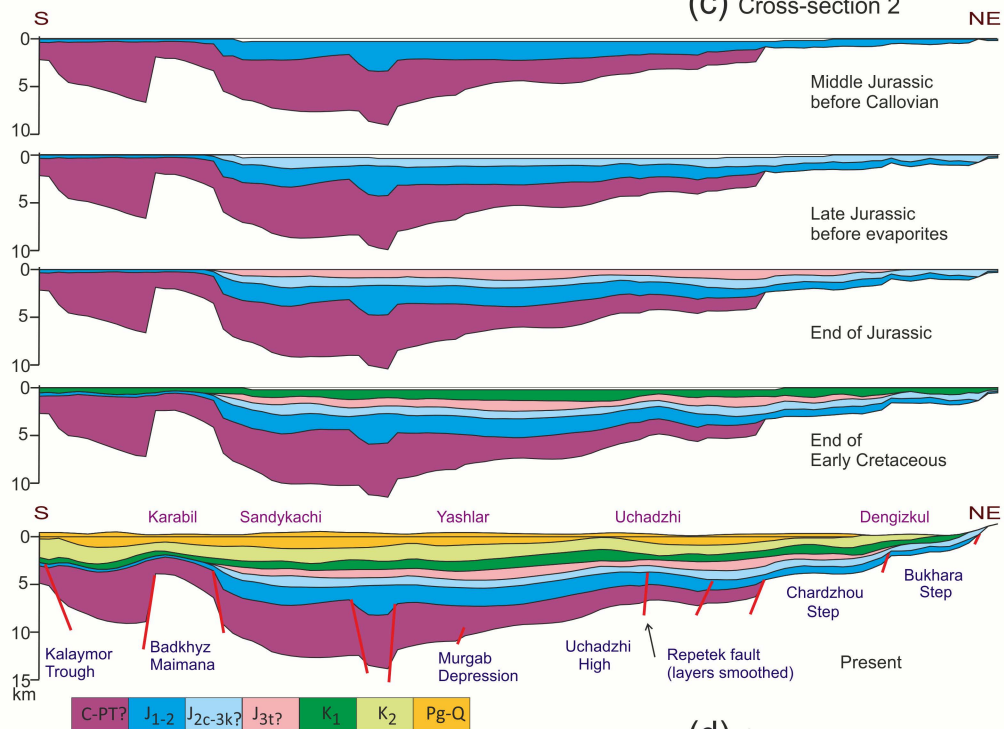 (c) Cross-section 2
S NE
0
5
10
Middle Jurassic
before Callovian
0
5
10
Late Jurassic
before evaporites
0
5
10
End of Jurassic
0
5
10
End of
Early Cretaceous
S NE
Karabil Sandykachi Yashlar Uchadzhi Dengizkul
0
5
10
15
km
Kalaymor
Trough
Badkhyz
Maimana
Murgab
Depression
Uchadzhi
High
Repetek fault
(layers smoothed)
Chardzhou
Step
Bukhara
Step
Present
C-PT? J1-2 J2c-3k? J3t? K1 K2 Pg-Q